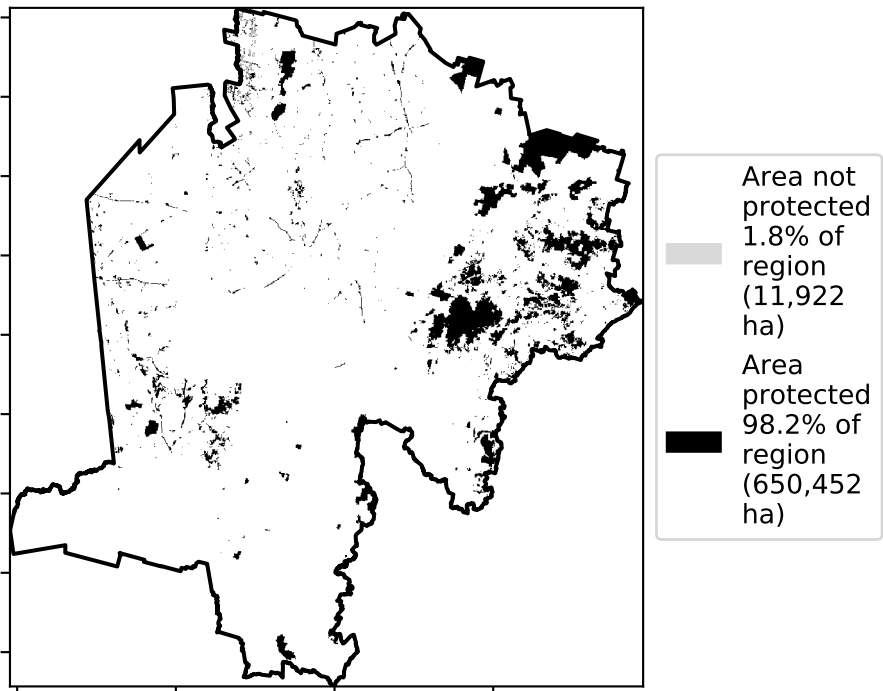 Area not
protected
1.8% of
region
(11,922
ha)
Area
protected
98.2% of
region
(650,452
ha)